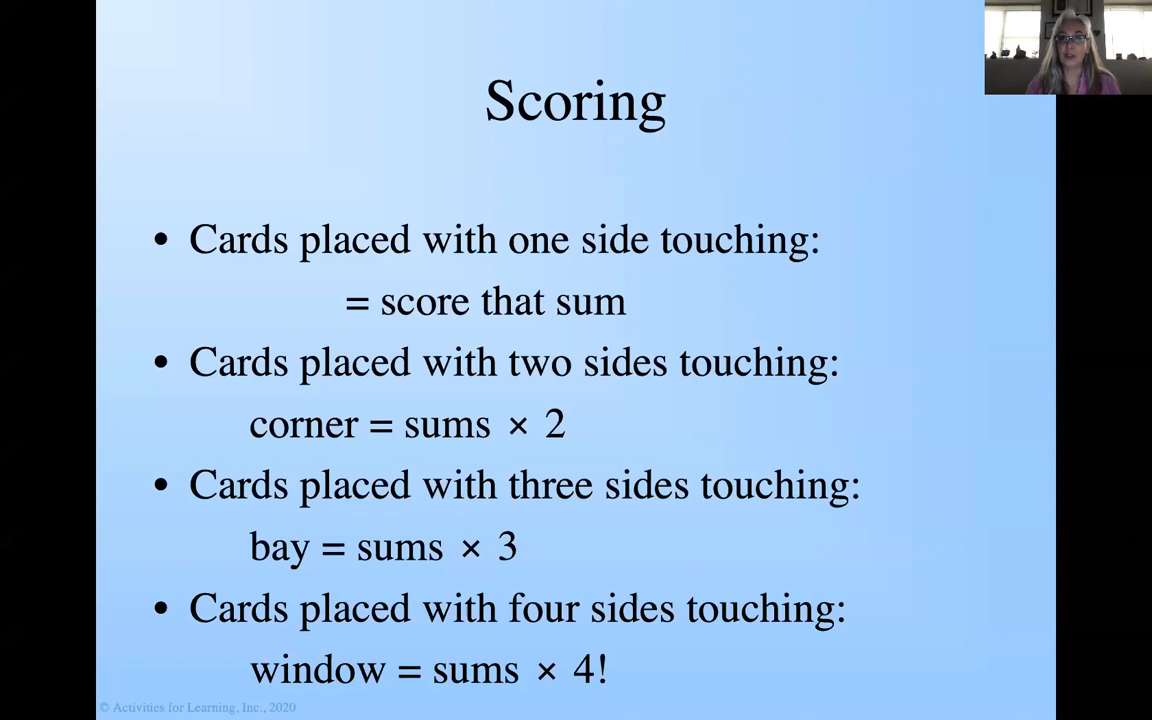 Scoring
• Cards placed with one side touching:
= score that sum
• Cards placed with two sides touching:
corner = sums × 2
• Cards placed with three sides touching:
bay = sums × 3
• Cards placed with four sides touching:
window = sums × 4!
© Activities for Learning, Inc., 2020